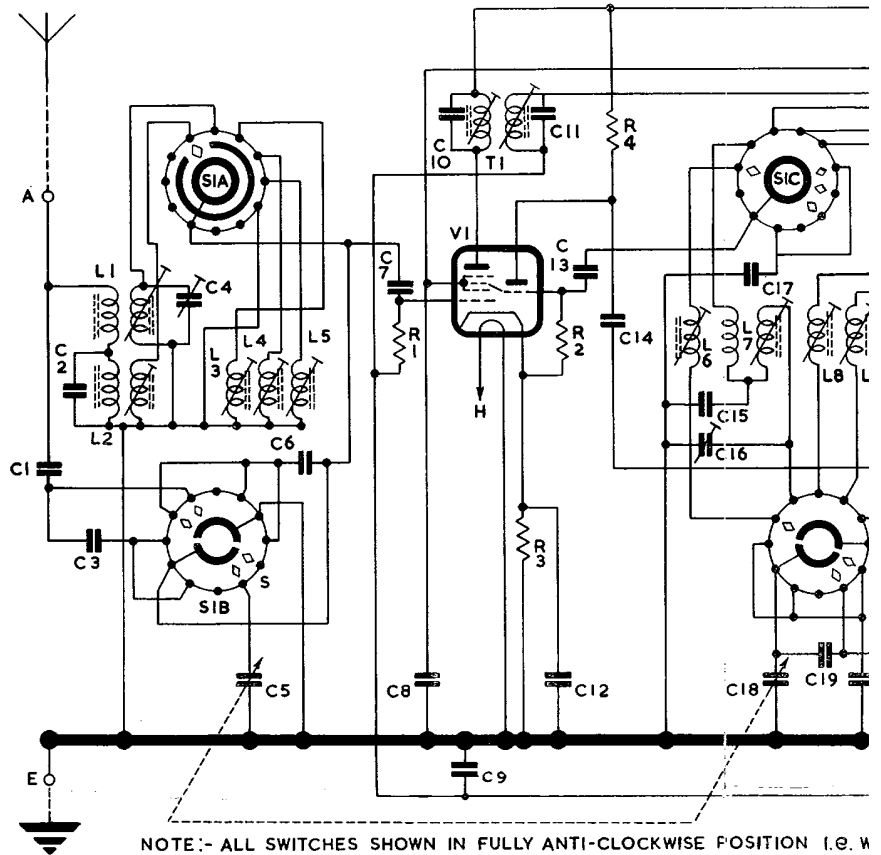 A
L1
C2
L2
C1
C3
C4
S1A
L3
L4
L5
C6
S1B
S
C5
C7
R1
C8
C9
C10
T1
C11
V1
H
R2
R3
C12
C13
R4
C14
S1C
C17
L6
L7
L8
L
C15
C16
C18
C19
E
NOTE:- ALL SWITCHES SHOWN IN FULLY ANTI-CLOCKWISE POSITION I.e. W